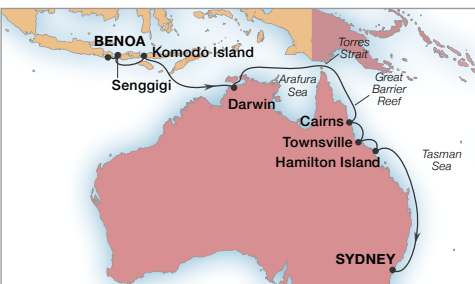 BENOA
Komodo Island
Senggigi
Torres
Strait
Arafura
Sea
Great
Barrier
Reef
Darwin
Cairns
Townsville
Hamilton Island
Tasman
Sea
SYDNEY